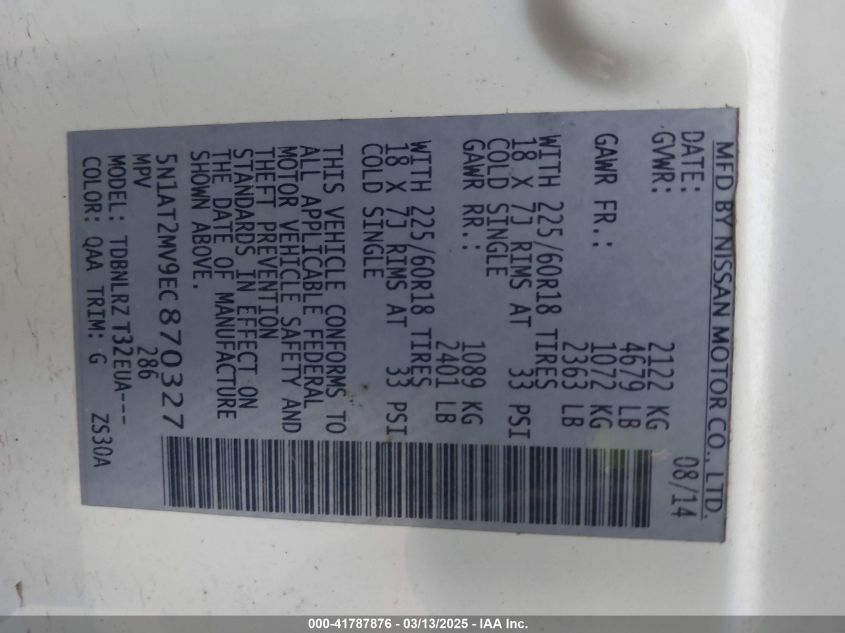 MFD BY NISSAN MOTOR CO., LTD.
DATE: 08/14
GVWR: 2122 KG
4679 LB
GAWR FR.: 1072 KG
2363 LB
WITH 225/60R18 TIRES
18 X 7J RIMS AT 33 PSI
COLD SINGLE
GAWR RR.: 1089 KG
2401 LB
WITH 225/60R18 TIRES
18 X 7J RIMS AT 33 PSI
COLD SINGLE
THIS VEHICLE CONFORMS TO
ALL APPLICABLE FEDERAL
MOTOR VEHICLE SAFETY AND
THEFT PREVENTION
STANDARDS IN EFFECT ON
THE DATE OF MANUFACTURE
SHOWN ABOVE.
5N1AT2MV9EC870327
MPV 286
MODEL: TDBNLRZ T32EUA---
COLOR: QAA TRIM: G ZS30A
000-41787876 - 03/13/2025 - IAA Inc.